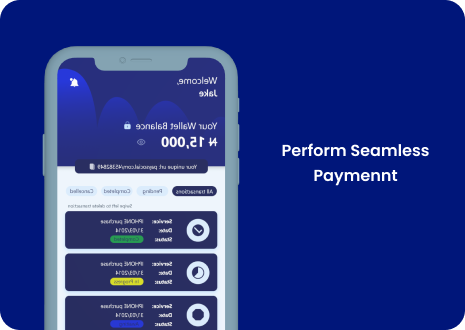 Welcome,
Jake
Your Wallet Balance
₦ 15,000
Your unique url: paysocial.com/45382849
All transactions
Pending
Completed
Cancelled
Swipe left to delete transaction
Service: IPHONE purchase
Date: 31/03/2014
Status: Completed
Service: IPHONE purchase
Date: 31/03/2014
Status: In Progress
Service: IPHONE purchase
Date: 31/03/2014
Status:
Perform Seamless
Paymennt